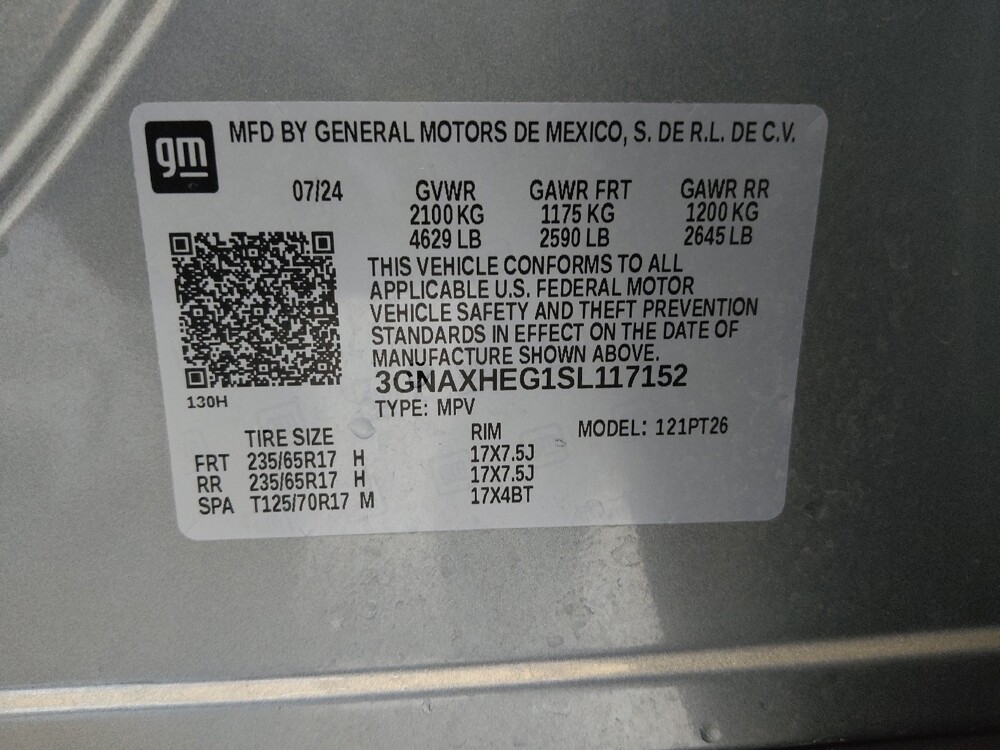 gm MFD BY GENERAL MOTORS DE MEXICO, S. DE R.L. DE C.V.
07/24 GVWR GAWR FRT GAWR RR
2100 KG 1175 KG 1200 KG
4629 LB 2590 LB 2645 LB
THIS VEHICLE CONFORMS TO ALL
APPLICABLE U.S. FEDERAL MOTOR
VEHICLE SAFETY AND THEFT PREVENTION
STANDARDS IN EFFECT ON THE DATE OF
MANUFACTURE SHOWN ABOVE.
3GNAXHEG1SL117152
130H
TYPE: MPV
TIRE SIZE RIM MODEL: 121PT26
FRT 235/65R17 H 17X7.5J
RR 235/65R17 H 17X7.5J
SPA T125/70R17 M 17X4BT